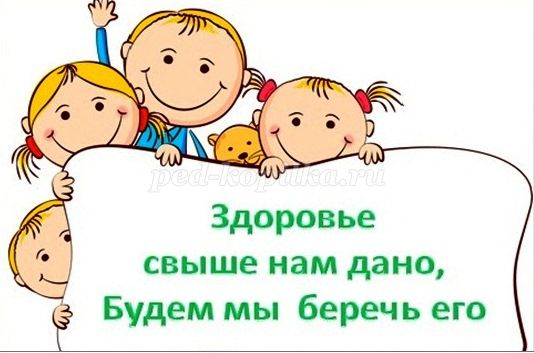 ped-kopilka.ru
Здоровье
свыше нам дано,
Будем мы беречь его